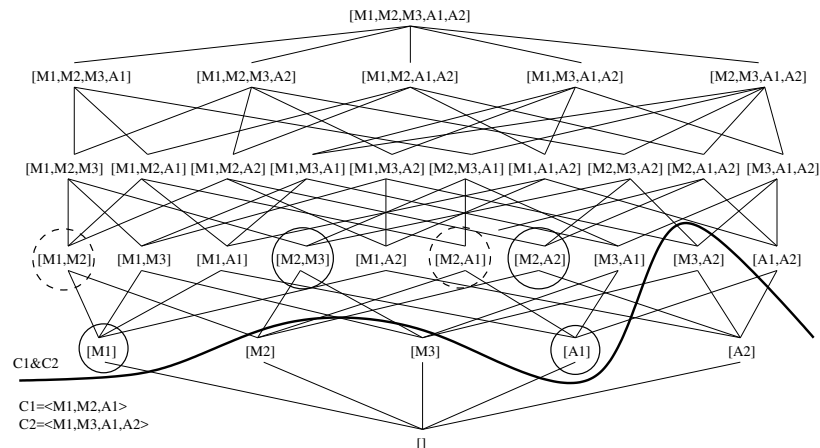 [M1,M2,M3,A1,A2]
[M1,M2,M3,A1] [M1,M2,M3,A2] [M1,M2,A1,A2] [M1,M3,A1,A2] [M2,M3,A1,A2]
[M1,M2,M3] [M1,M2,A1] [M1,M2,A2] [M1,M3,A1] [M1,M3,A2] [M2,M3,A1] [M1,A1,A2] [M2,M3,A2] [M2,A1,A2] [M3,A1,A2]
[M1,M2] [M1,M3] [M1,A1] [M2,M3] [M1,A2] [M2,A1] [M2,A2] [M3,A1] [M3,A2] [A1,A2]
[M1] [M2] [M3] [A1] [A2]
C1&C2
C1=<M1,M2,A1>
C2=<M1,M3,A1,A2>
[]